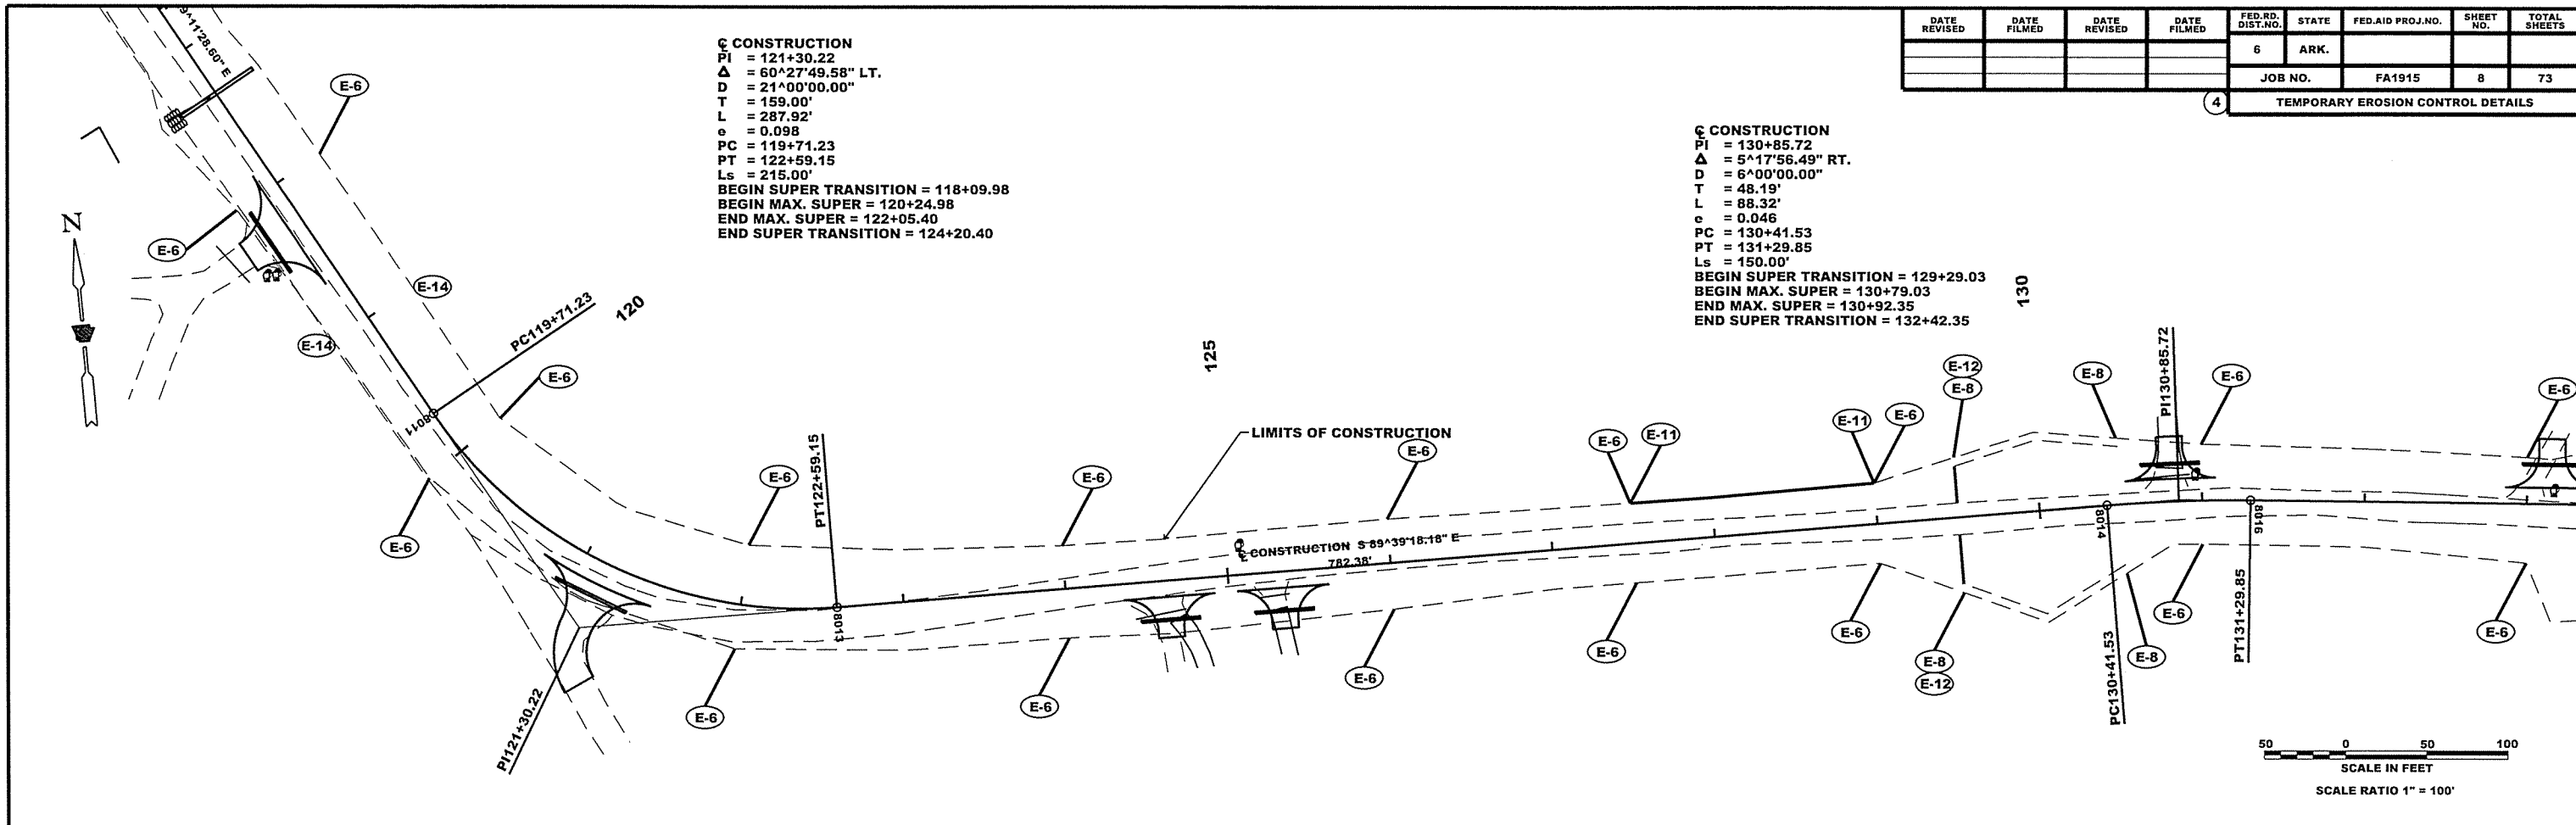 DATE REVISED
DATE FILMED
DATE REVISED
DATE FILMED
FED.RD. DIST.NO.
STATE
FED.AID PROJ.NO.
SHEET NO.
TOTAL SHEETS
6
ARK.
JOB NO.
FA1915
8
73
4
TEMPORARY EROSION CONTROL DETAILS
℄ CONSTRUCTION
PI = 121+30.22
Δ = 60^27'49.58" LT.
D = 21^00'00.00"
T = 159.00'
L = 287.92'
e = 0.098
PC = 119+71.23
PT = 122+59.15
Ls = 215.00'
BEGIN SUPER TRANSITION = 118+09.98
BEGIN MAX. SUPER = 120+24.98
END MAX. SUPER = 122+05.40
END SUPER TRANSITION = 124+20.40
℄ CONSTRUCTION
PI = 130+85.72
Δ = 5^17'56.49" RT.
D = 6^00'00.00"
T = 48.19'
L = 88.32'
e = 0.046
PC = 130+41.53
PT = 131+29.85
Ls = 150.00'
BEGIN SUPER TRANSITION = 129+29.03
BEGIN MAX. SUPER = 130+79.03
END MAX. SUPER = 130+92.35
END SUPER TRANSITION = 132+42.35
9^11'28.60" E
E-6
N
E-6
E-14
E-14
PC119+71.23
120
E-6
8011
E-6
PI121+30.22
E-6
E-6
PT122+59.15
8013
E-6
E-6
125
LIMITS OF CONSTRUCTION
E-6
℄ CONSTRUCTION S 89^39'18.18" E
782.38'
E-6
E-6
E-11
E-6
E-11
E-6
E-6
E-12
E-8
E-8
E-12
130
E-8
8014
PC130+41.53
E-8
PI130+85.72
E-6
E-6
8016
PT131+29.85
E-6
E-6
50 0 50 100
SCALE IN FEET
SCALE RATIO 1" = 100'